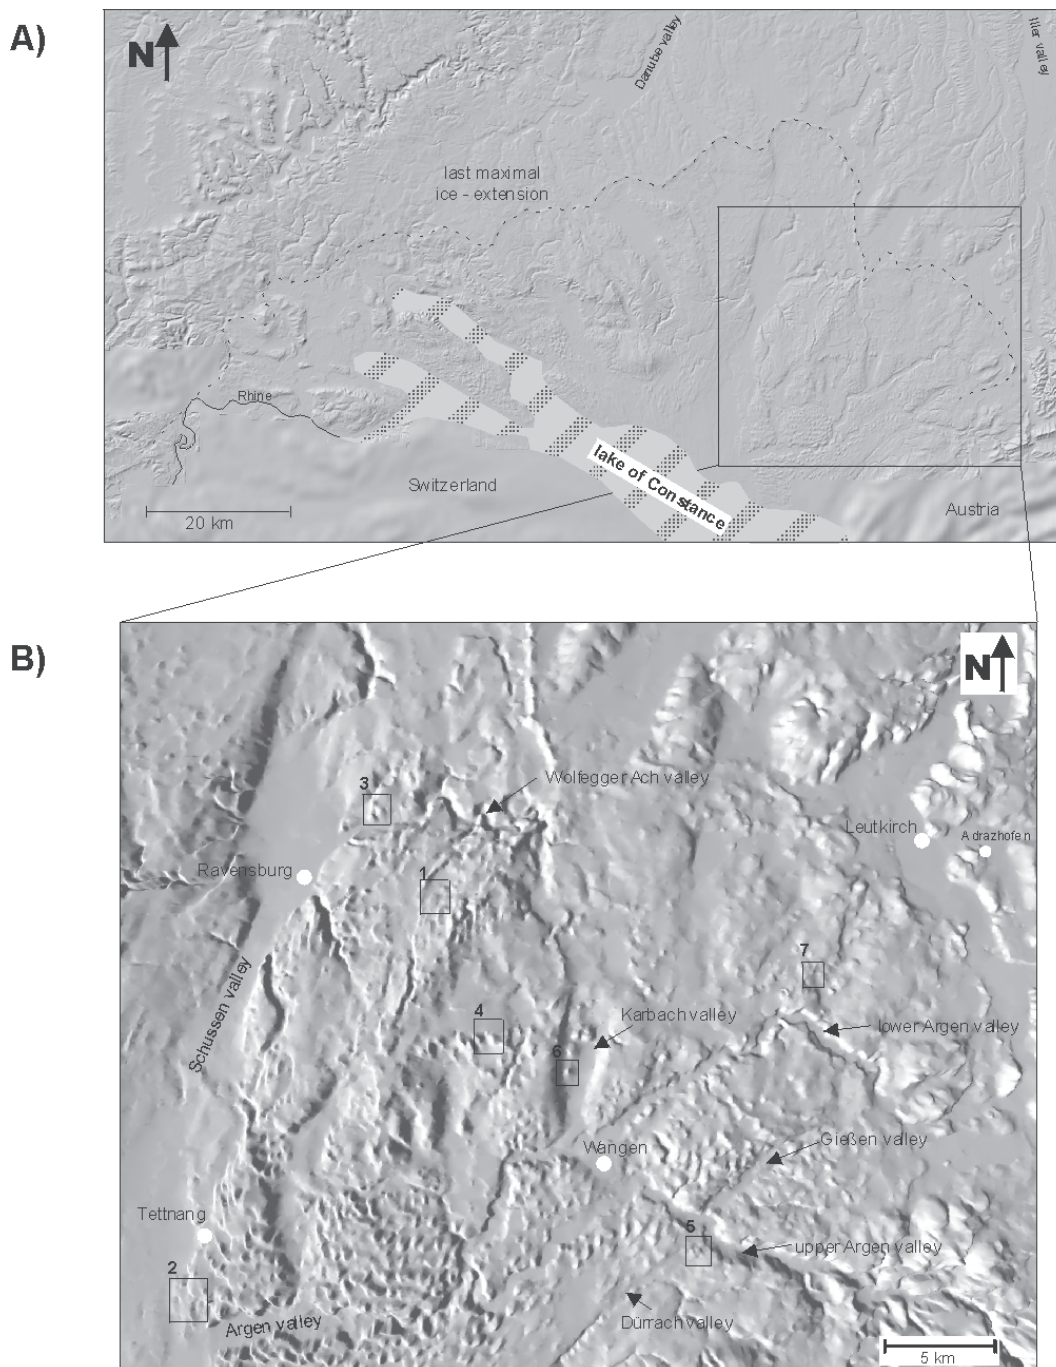 A)
N
Danube valley
Iller valley
last maximal
ice - extension
Rhine
lake of Constance
Switzerland
Austria
20 km
B)
N
Wolfegger Ach valley
3
Leutkirch
Adrazhofen
Ravensburg
1
7
Schussen valley
4
Karbach valley
lower Argen valley
6
Gießen valley
Wangen
Tettnang
5
upper Argen valley
2
Argen valley
Dürrach valley
5 km